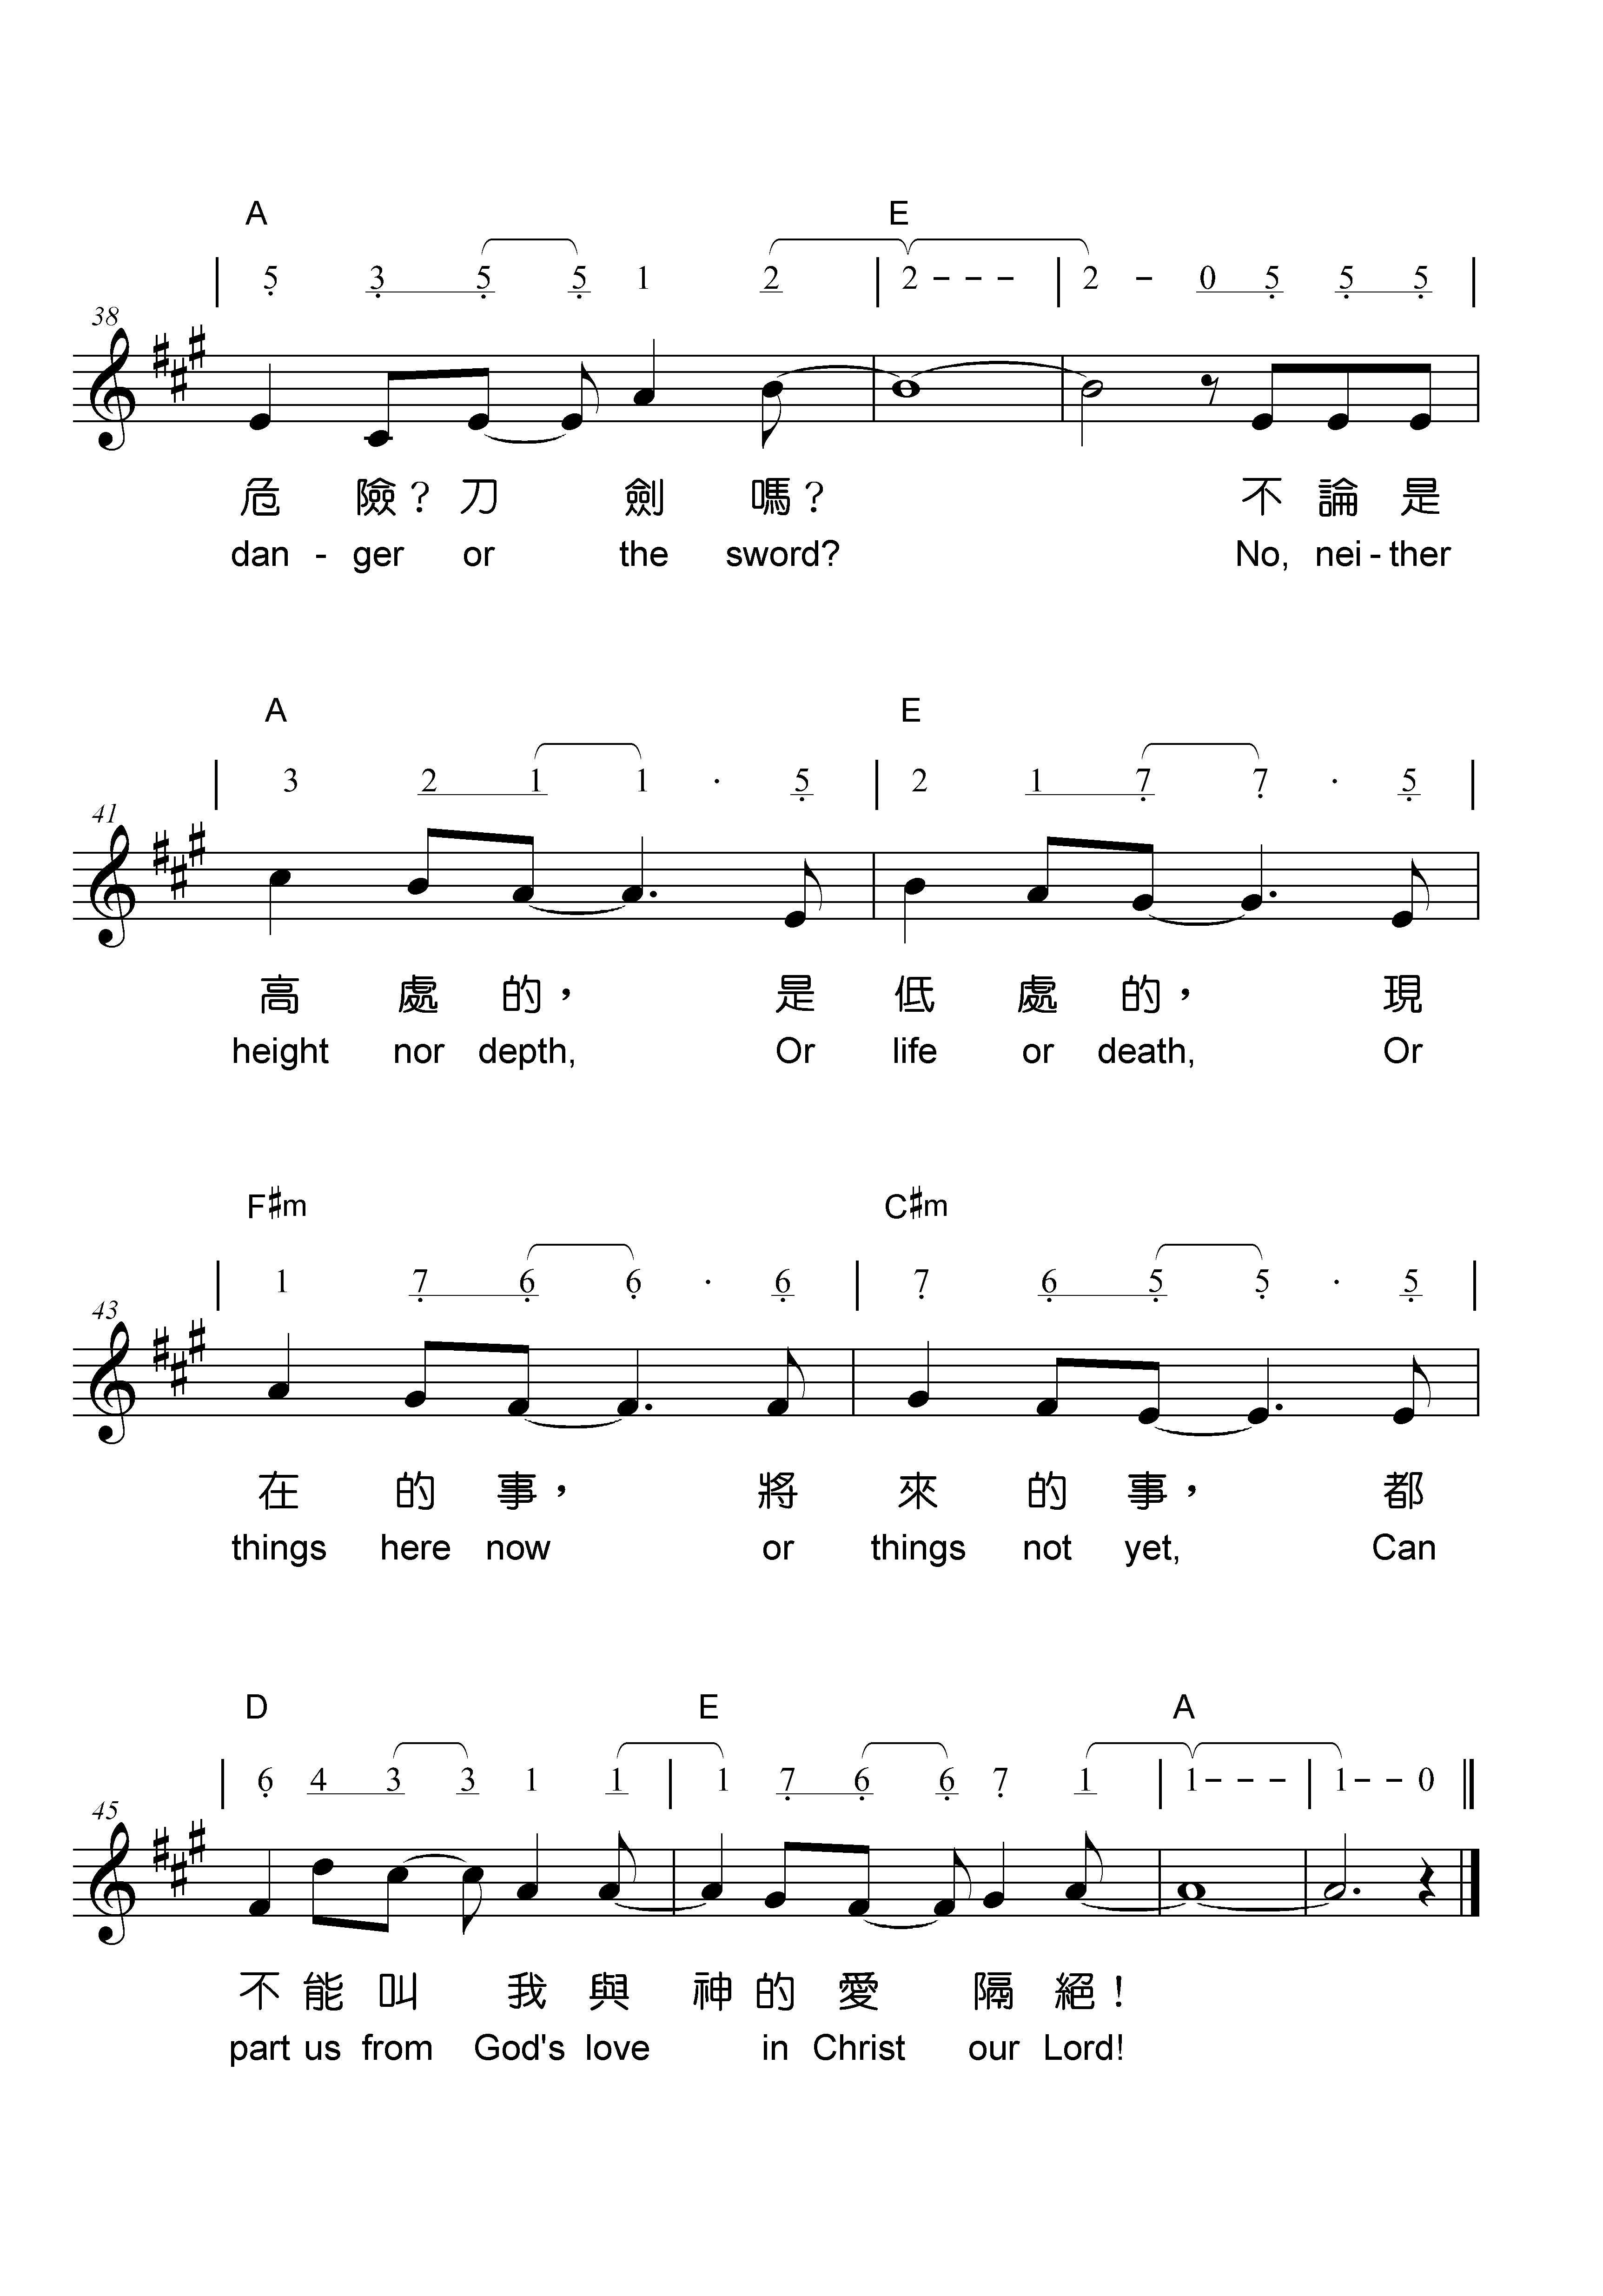 A E
| 5̣ 3̣ 5̣ 5̣ 1 2 | 2 - - - | 2 - 0 5̣ 5̣ 5̣ |
38
危 險？刀 劍 嗎？ 不 論 是
dan - ger or the sword? No, nei - ther
A E
| 3 2 1 1 · 5̣ | 2 1 7̣ 7̣ · 5̣ |
41
高 處 的， 是 低 處 的， 現
height nor depth, Or life or death, Or
F♯m C♯m
| 1 7̣ 6̣ 6̣ · 6̣ | 7̣ 6̣ 5̣ 5̣ · 5̣ |
43
在 的 事， 將 來 的 事， 都
things here now or things not yet, Can
D E A
| 6̣ 4 3 3 1 1 | 1 7̣ 6̣ 6̣ 7̣ 1 | 1 - - - | 1 - - 0 ||
45
不 能 叫 我 與 神 的 愛 隔 絕！
part us from God's love in Christ our Lord!